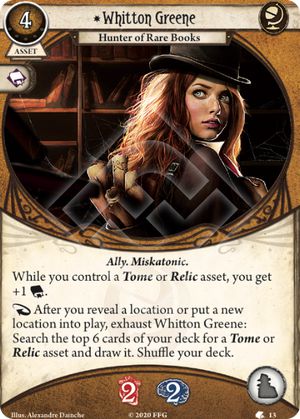 4
Whitton Greene
Hunter of Rare Books
ASSET
Ally. Miskatonic.
While you control a Tome or Relic asset, you get
+1 .
After you reveal a location or put a
new location into play, exhaust Whitton Greene:
Search the top 6 cards of your deck for a Tome or
Relic asset and draw it. Shuffle your deck.
2
2
Illus. Alexandre Dainche
© 2020 FFG
13